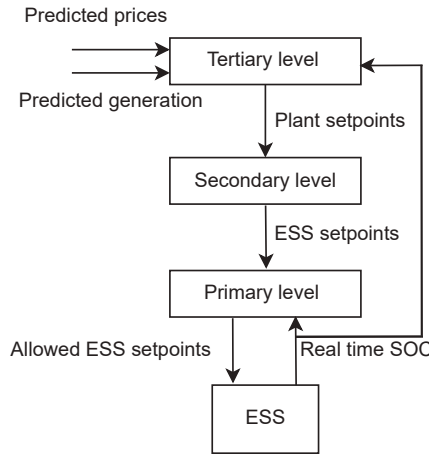 Predicted prices
Tertiary level
Predicted generation
Plant setpoints
Secondary level
ESS setpoints
Primary level
Allowed ESS setpoints
Real time SOC
ESS